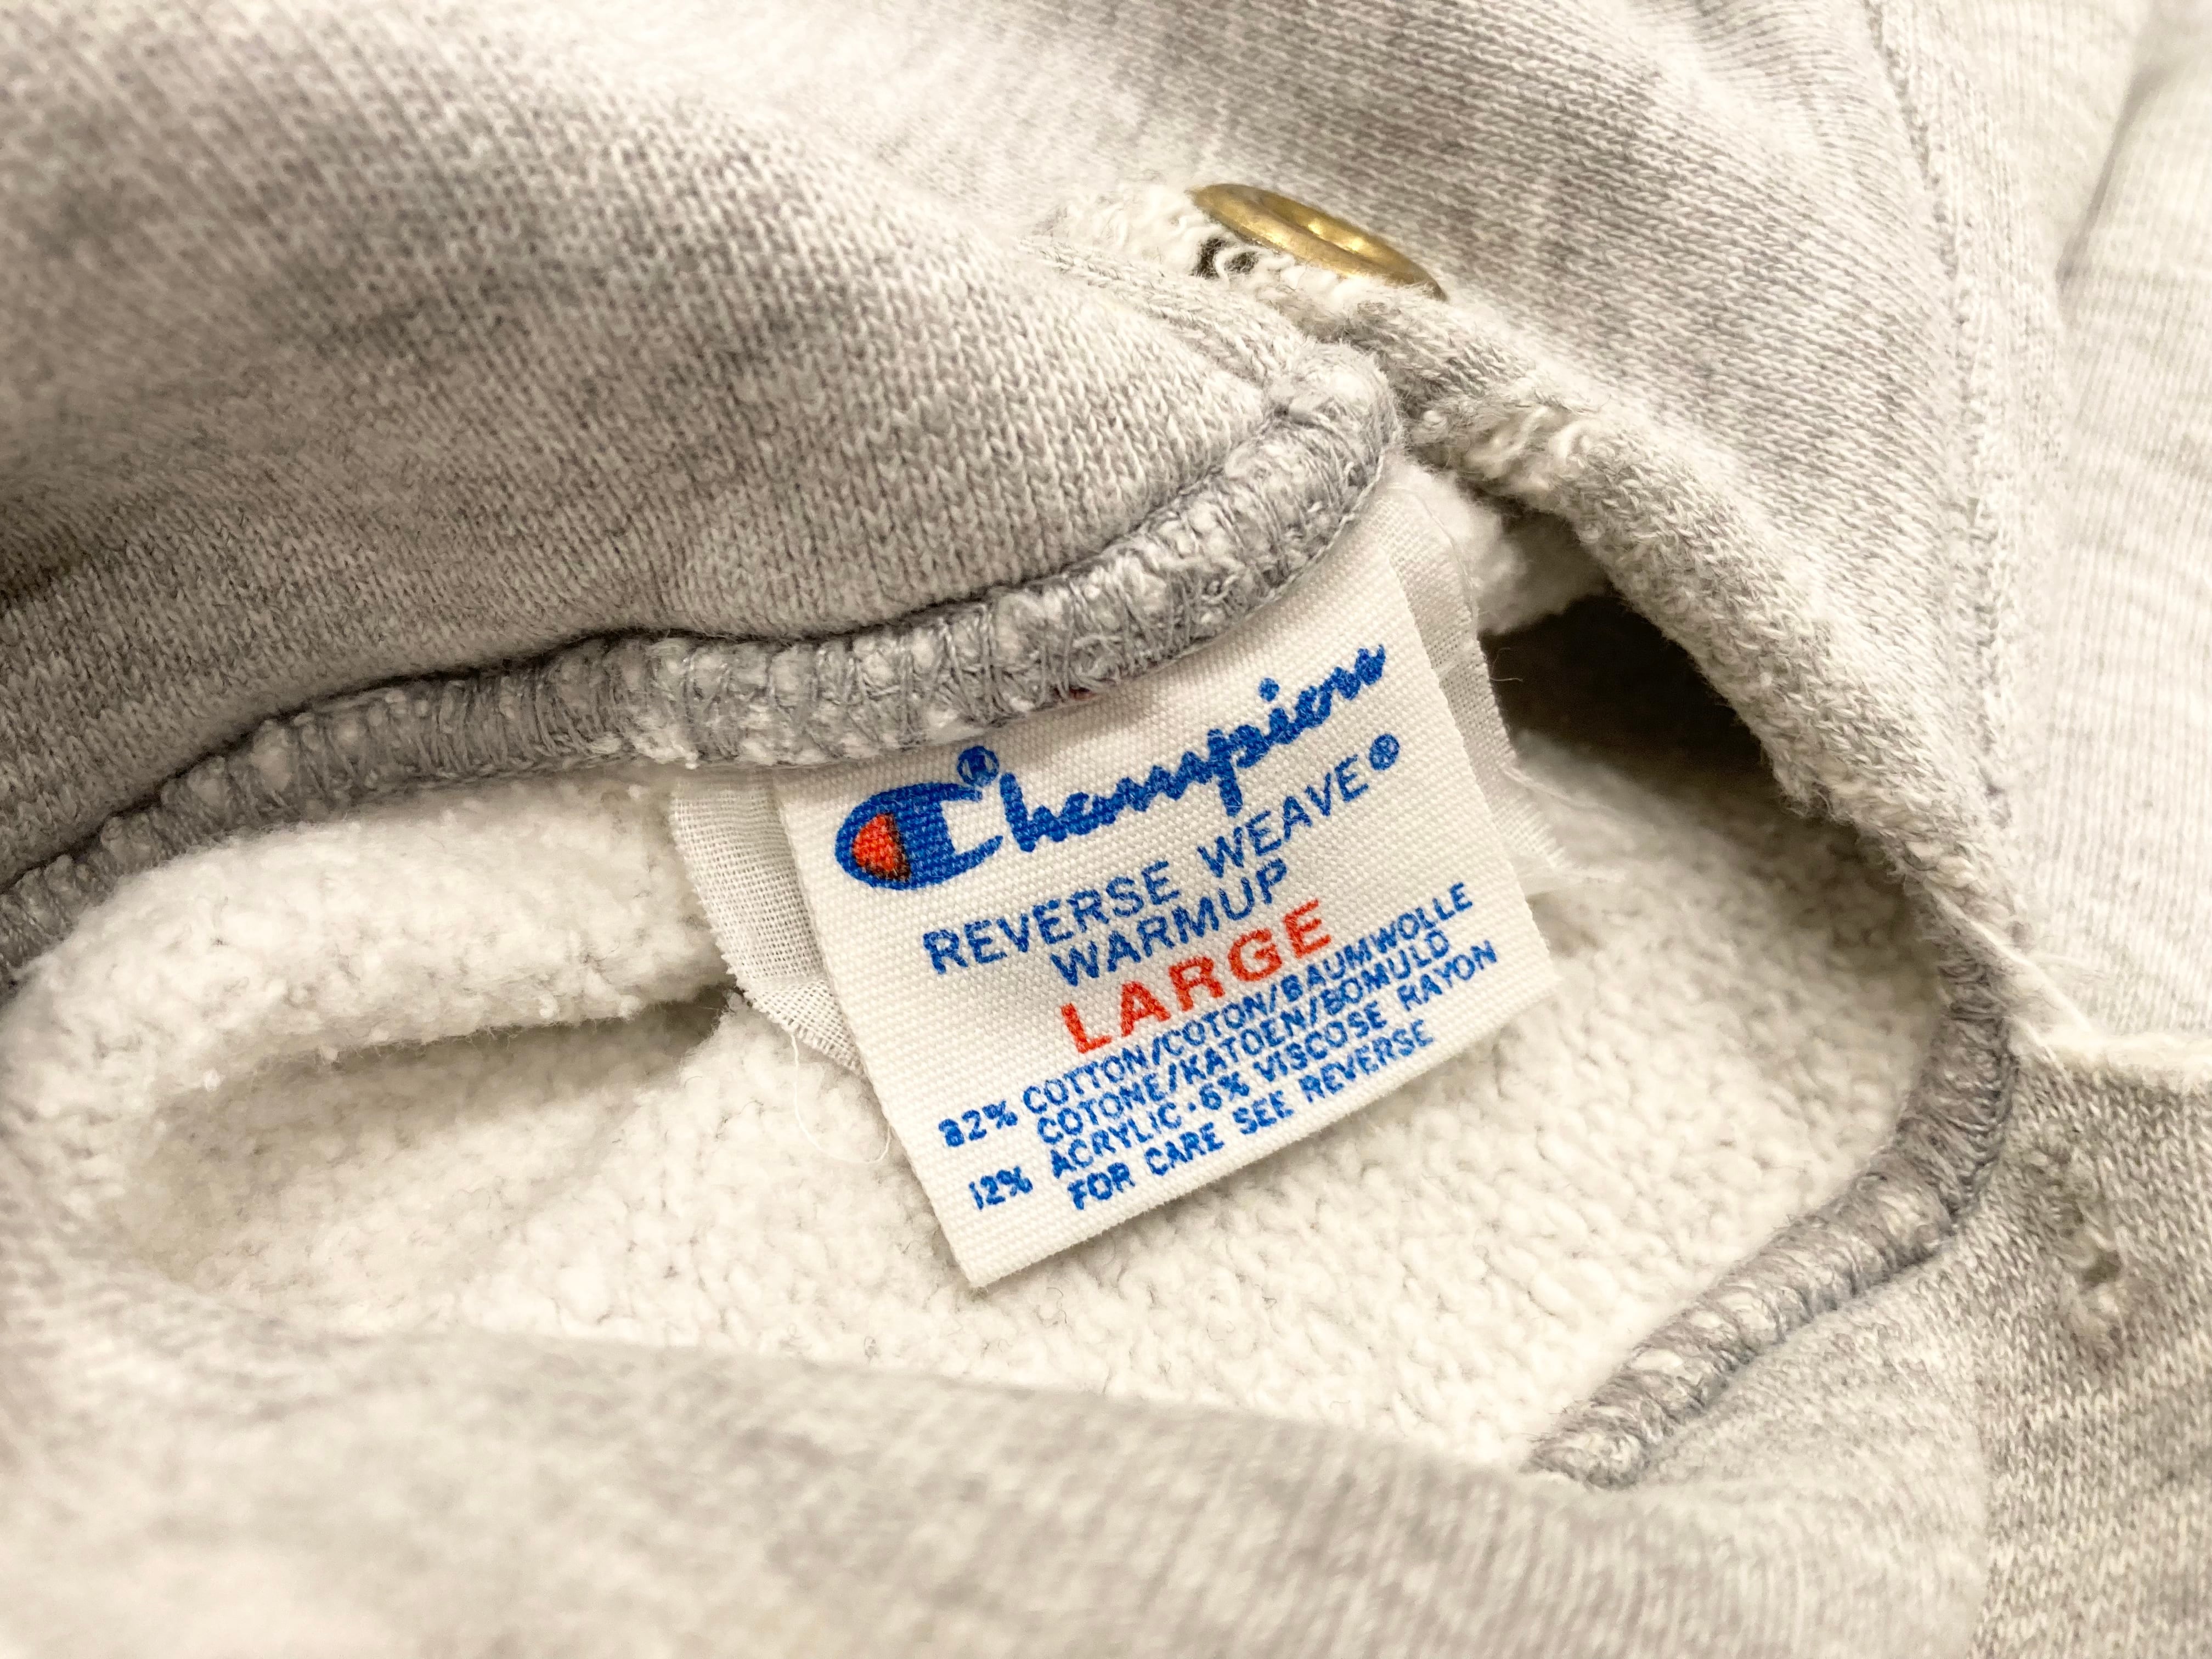 Champion®
REVERSE WEAVE®
WARMUP
LARGE
82% COTTON/COTON/BAUMWOLLE
COTONE/KATOEN/BOMULD
12% ACRYLIC·6% VISCOSE RAYON
FOR CARE SEE REVERSE